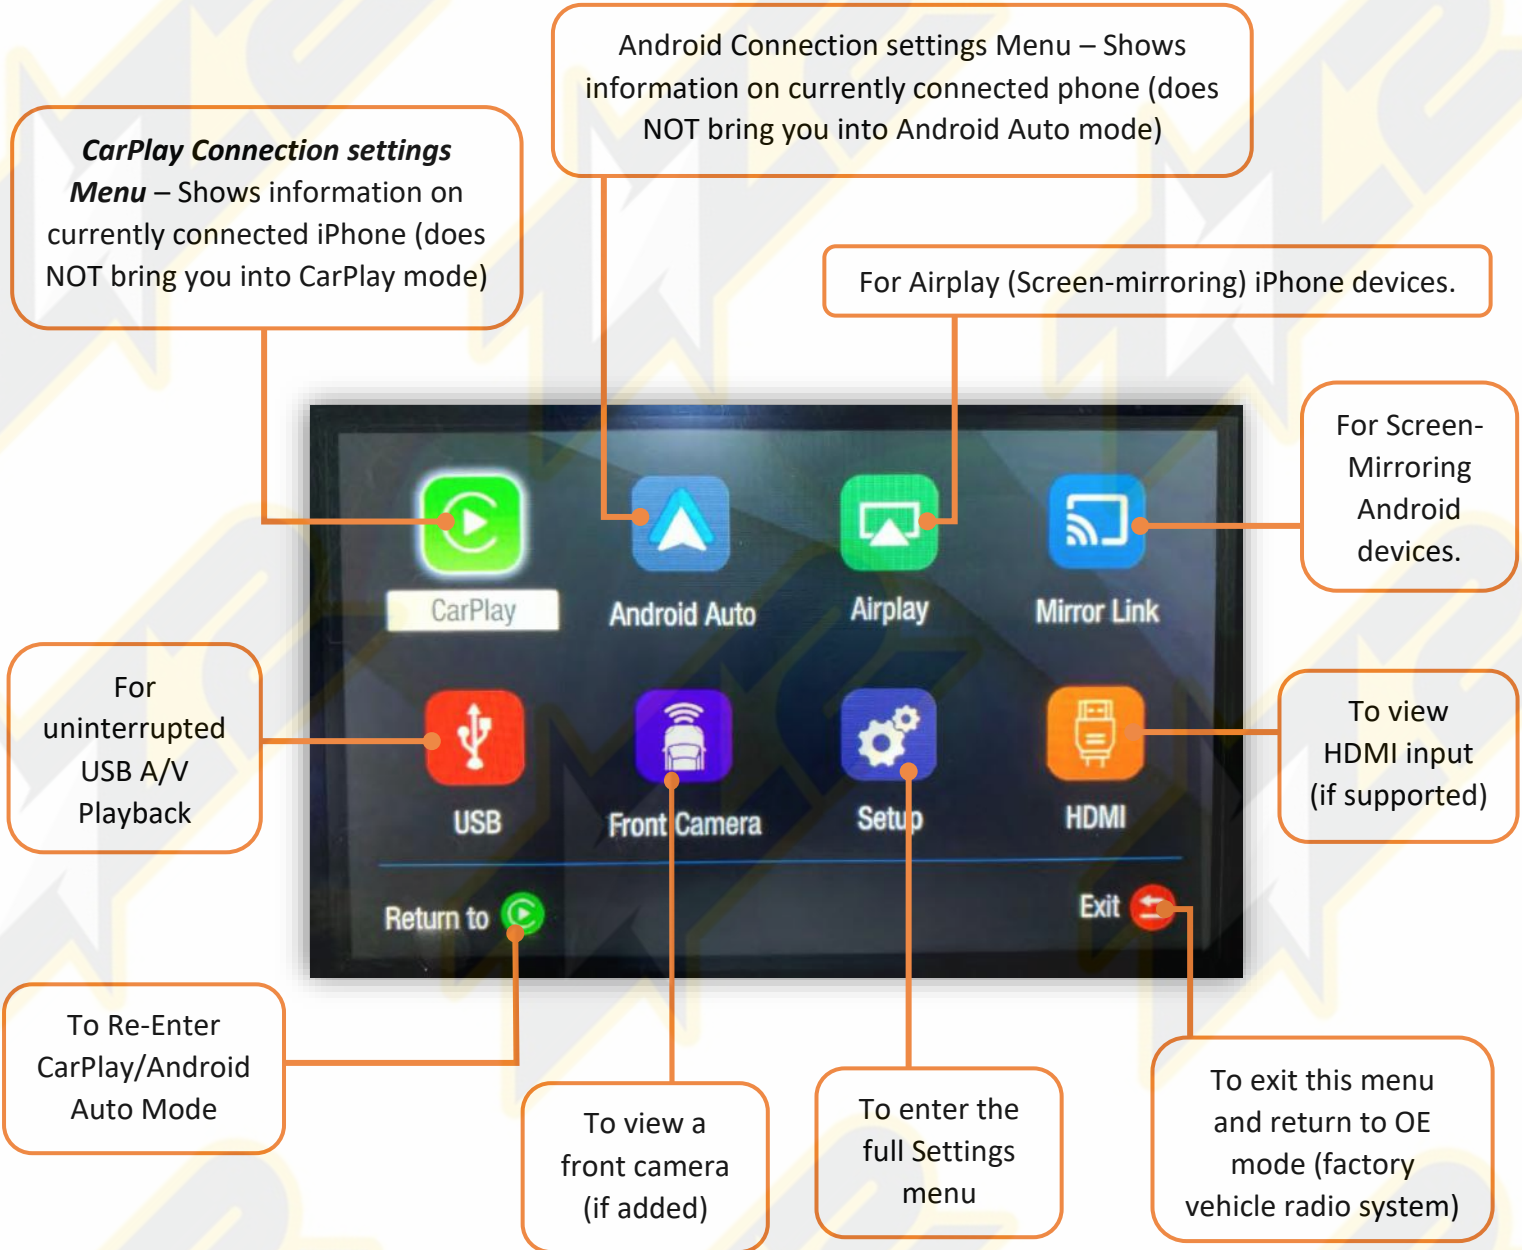 Android Connection settings Menu – Shows
information on currently connected phone (does
NOT bring you into Android Auto mode)
CarPlay Connection settings
Menu – Shows information on
currently connected iPhone (does
NOT bring you into CarPlay mode)
For Airplay (Screen-mirroring) iPhone devices.
For Screen-
Mirroring
Android
devices.
CarPlay
Android Auto
Airplay
Mirror Link
For
uninterrupted
USB A/V
Playback
To view
HDMI input
(if supported)
USB
Front Camera
Setup
HDMI
Return to
Exit
To Re-Enter
CarPlay/Android
Auto Mode
To view a
front camera
(if added)
To enter the
full Settings
menu
To exit this menu
and return to OE
mode (factory
vehicle radio system)